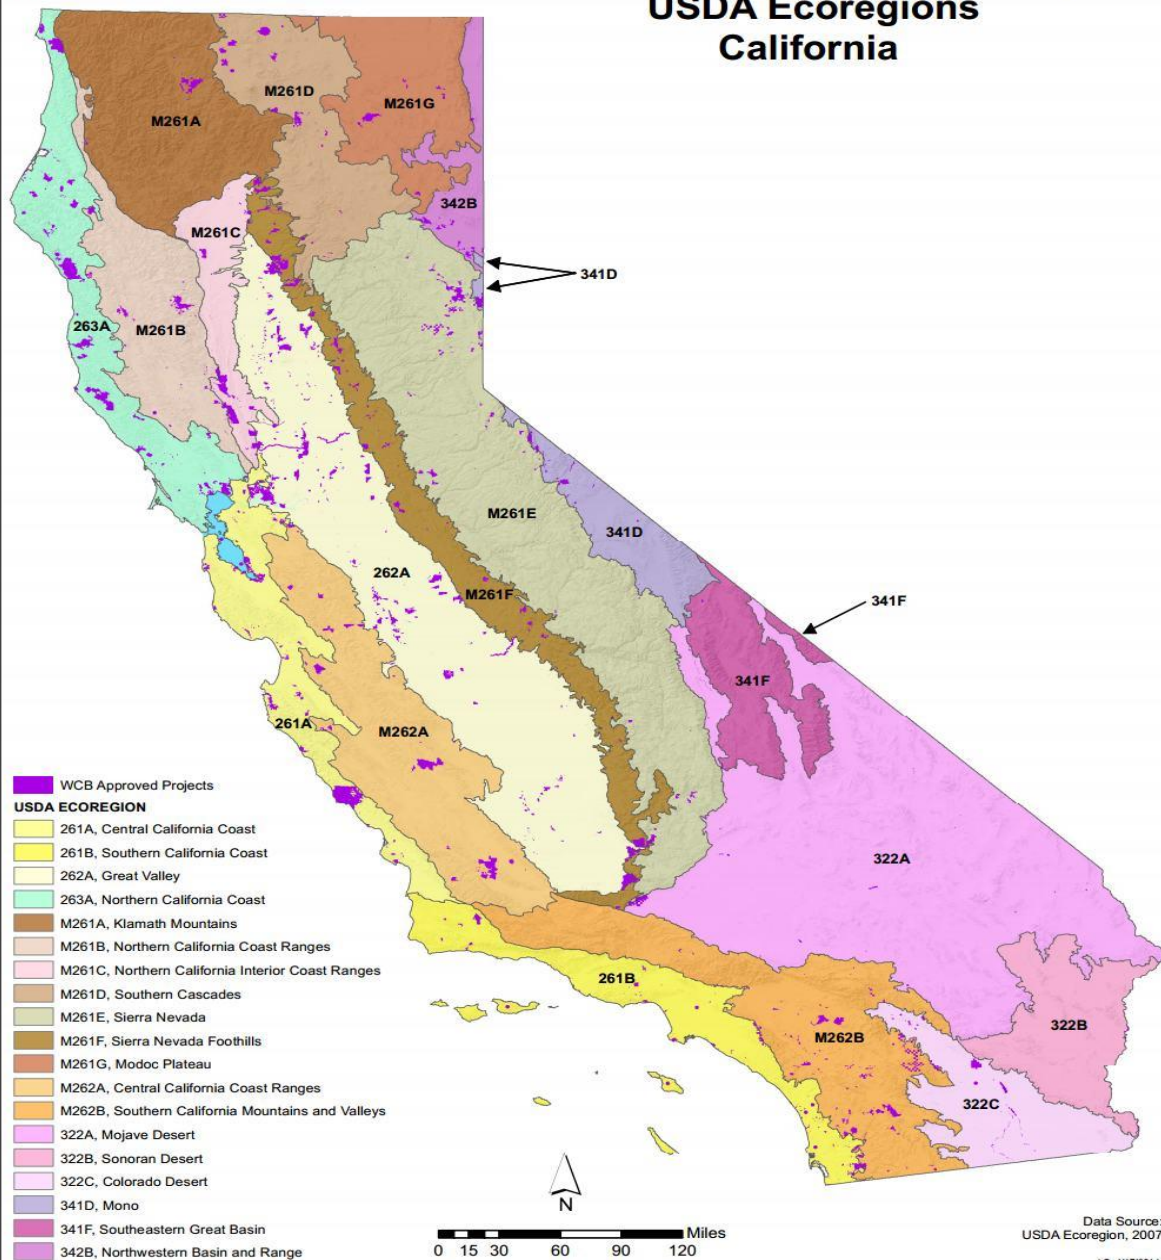 USDA Ecoregions
California
M261A
M261D
M261G
M261C
342B
341D
263A
M261B
M261E
341D
262A
M261F
341F
341F
261A
M262A
322A
261B
M262B
322B
322C
WCB Approved Projects
USDA ECOREGION
261A, Central California Coast
261B, Southern California Coast
262A, Great Valley
263A, Northern California Coast
M261A, Klamath Mountains
M261B, Northern California Coast Ranges
M261C, Northern California Interior Coast Ranges
M261D, Southern Cascades
M261E, Sierra Nevada
M261F, Sierra Nevada Foothills
M261G, Modoc Plateau
M262A, Central California Coast Ranges
M262B, Southern California Mountains and Valleys
322A, Mojave Desert
322B, Sonoran Desert
322C, Colorado Desert
341D, Mono
341F, Southeastern Great Basin
342B, Northwestern Basin and Range
N
Miles
0 15 30 60 90 120
Data Source:
USDA Ecoregion, 2007